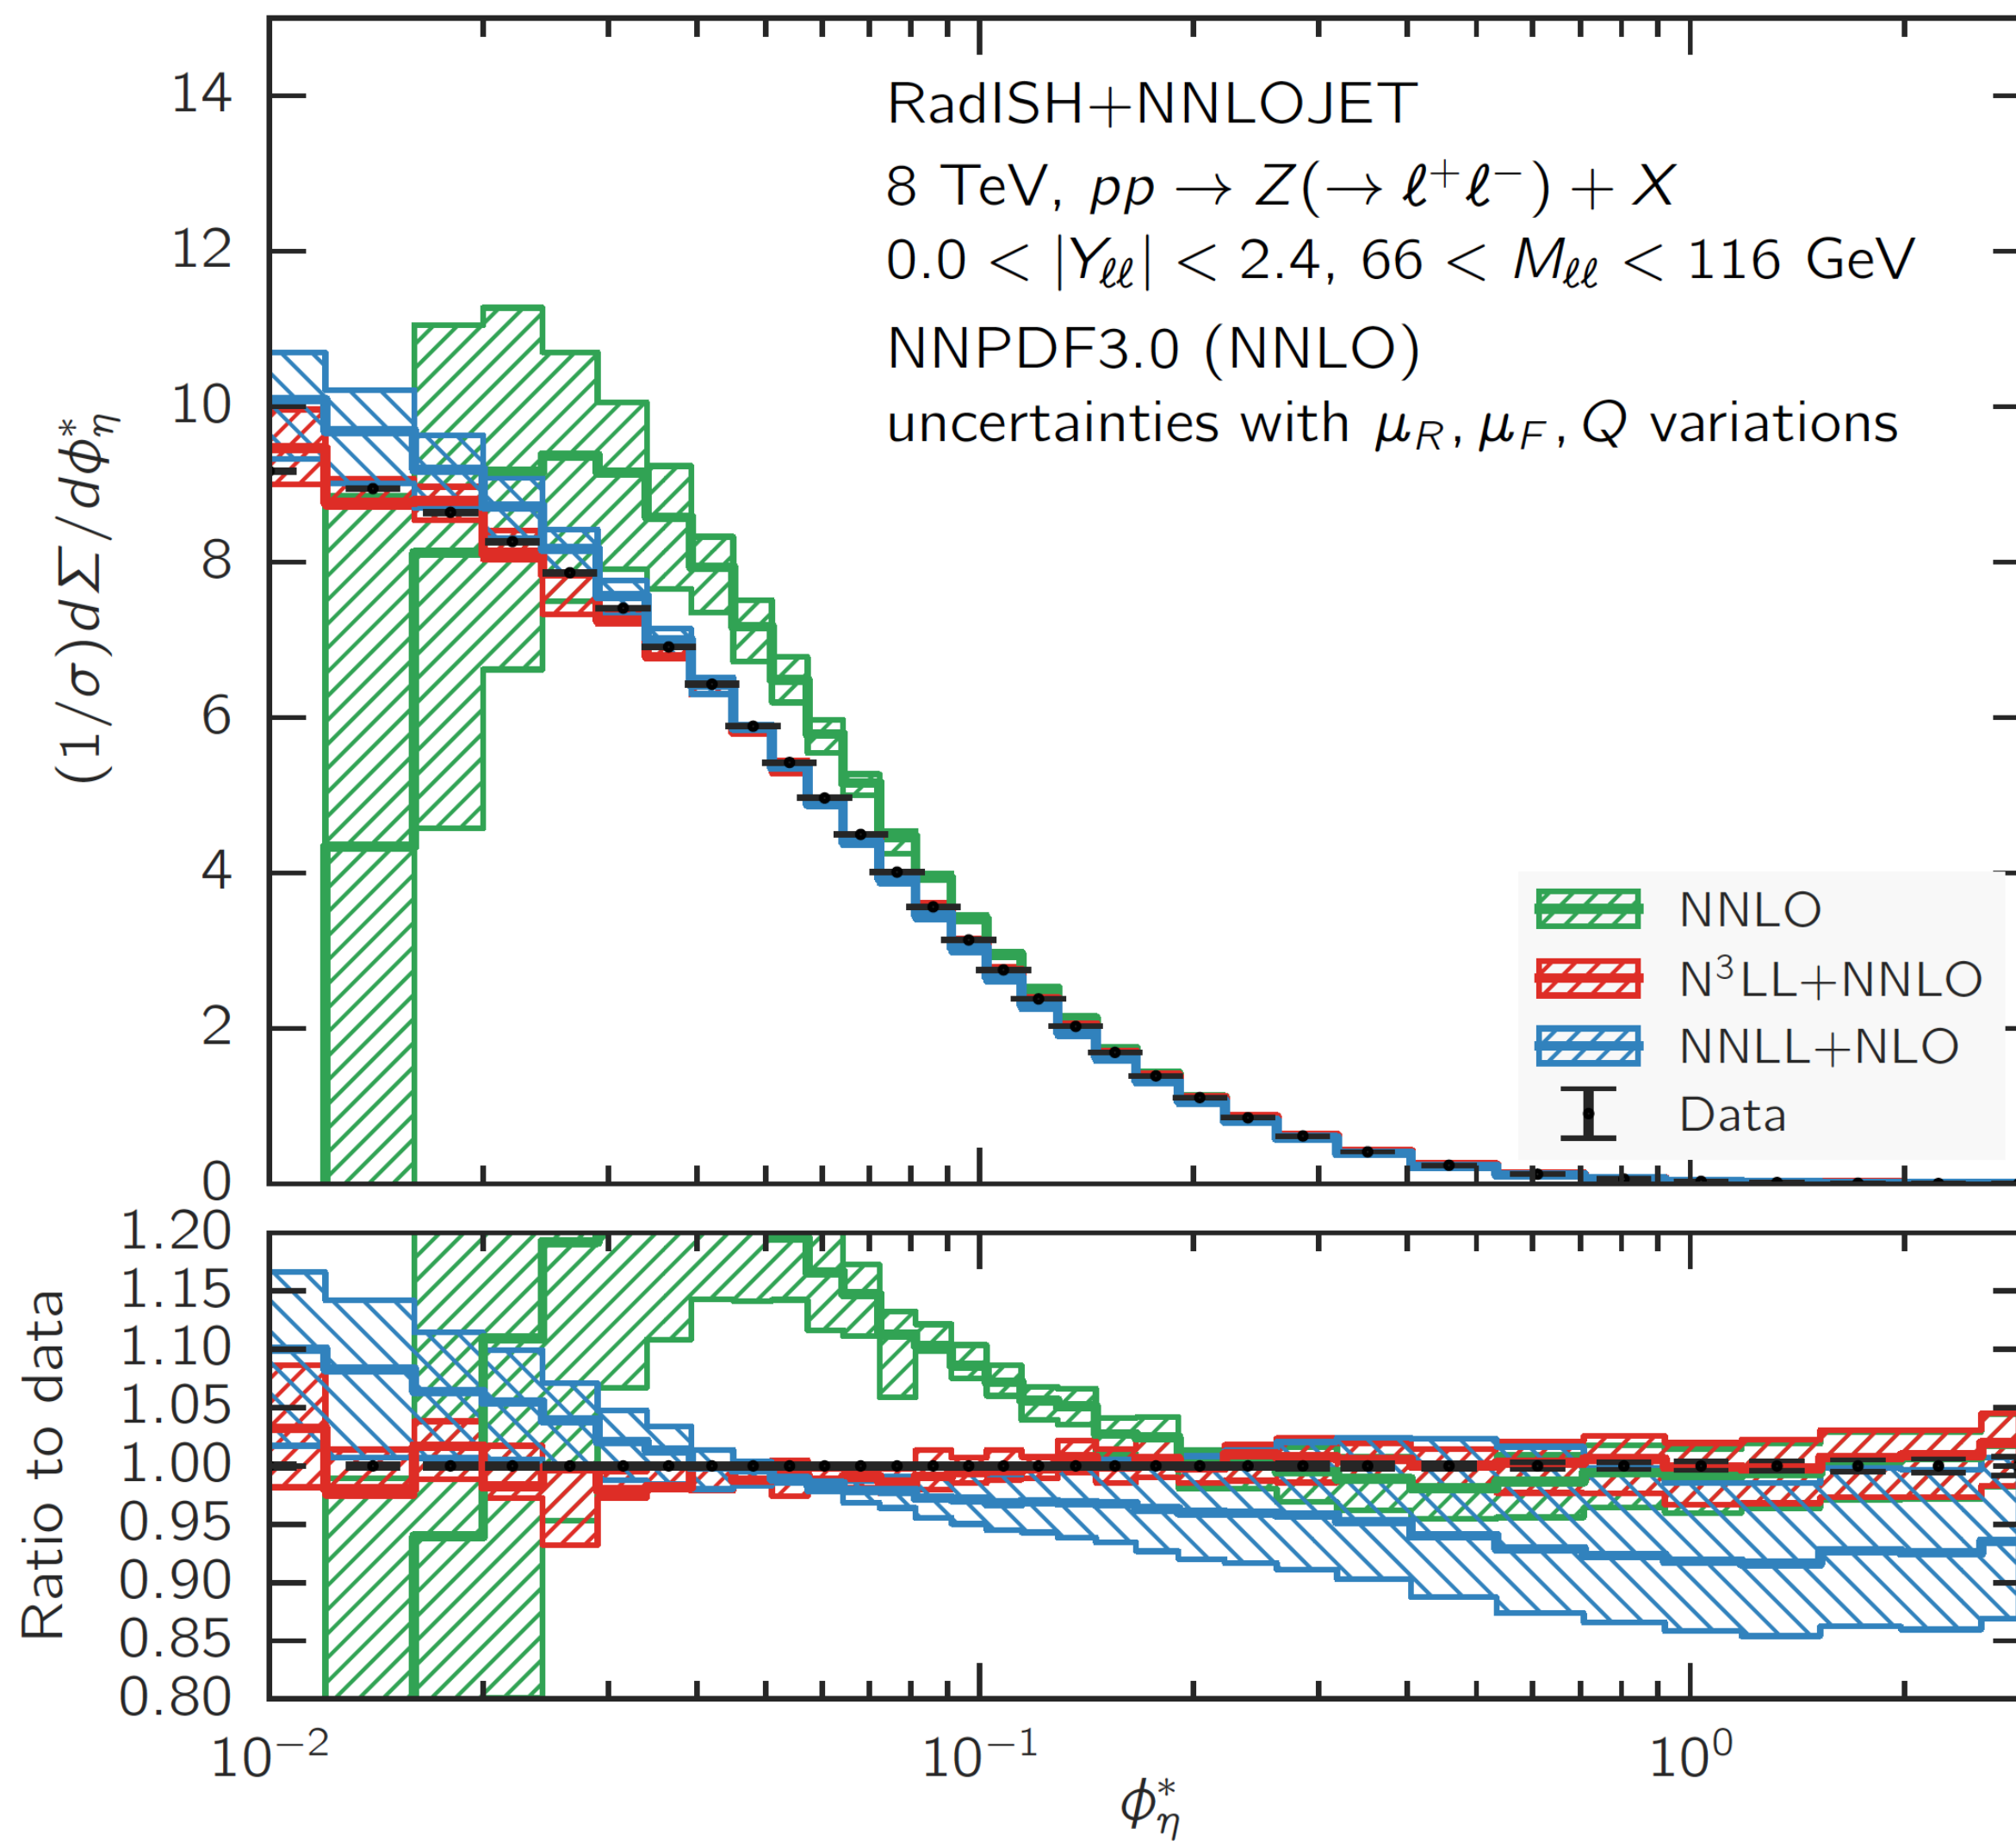 14
12
10
8
6
4
2
0
(1/σ)dΣ/dϕ*η
RadISH+NNLOJET
8 TeV, pp → Z(→ ℓ⁺ℓ⁻) + X
0.0 < |Yℓℓ| < 2.4, 66 < Mℓℓ < 116 GeV
NNPDF3.0 (NNLO)
uncertainties with μR, μF, Q variations
NNLO
N³LL+NNLO
NNLL+NLO
Data
1.20
1.15
1.10
1.05
1.00
0.95
0.90
0.85
0.80
Ratio to data
10⁻² 10⁻¹ 10⁰
ϕ*η